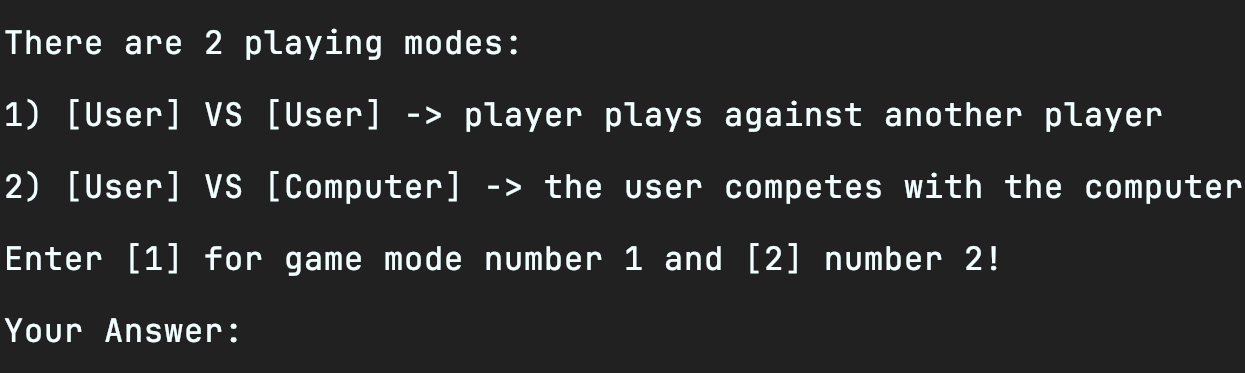 There are 2 playing modes:
1) [User] VS [User] -> player plays against another player
2) [User] VS [Computer] -> the user competes with the computer
Enter [1] for game mode number 1 and [2] number 2!
Your Answer: